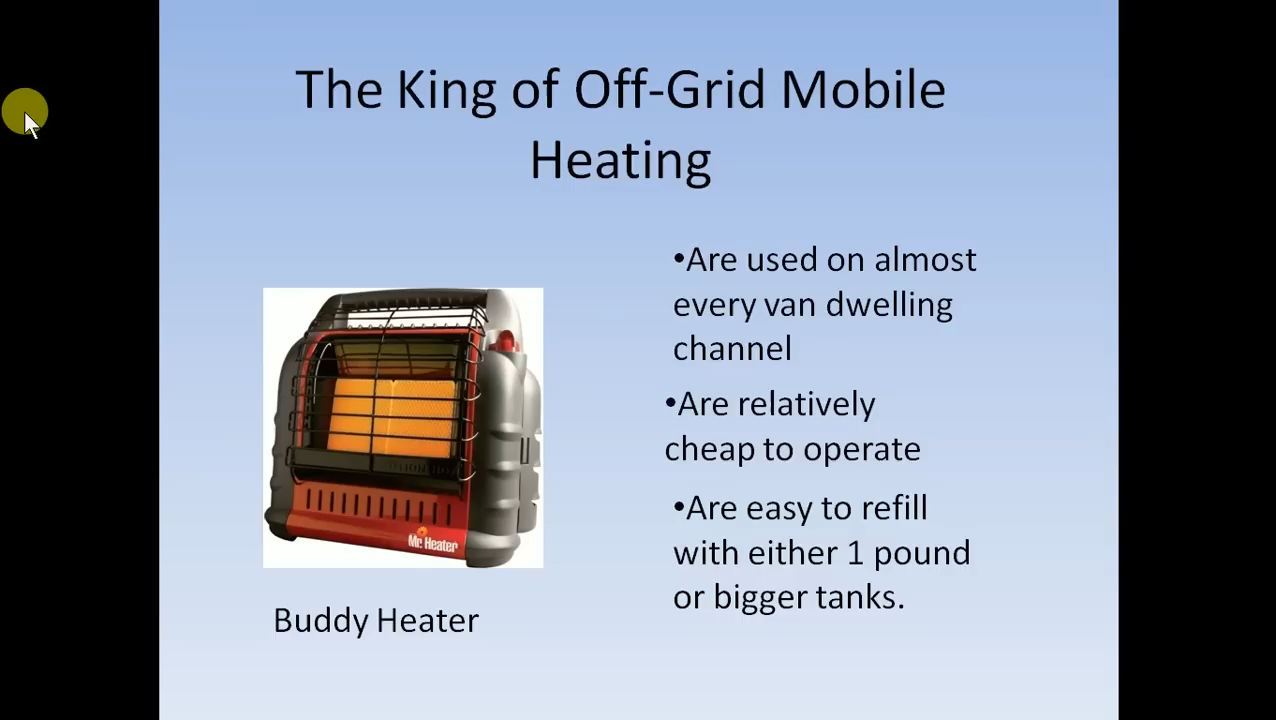 The King of Off-Grid Mobile
Heating
•Are used on almost
every van dwelling
channel
•Are relatively
cheap to operate
•Are easy to refill
with either 1 pound
or bigger tanks.
Mr. Heater
Buddy Heater